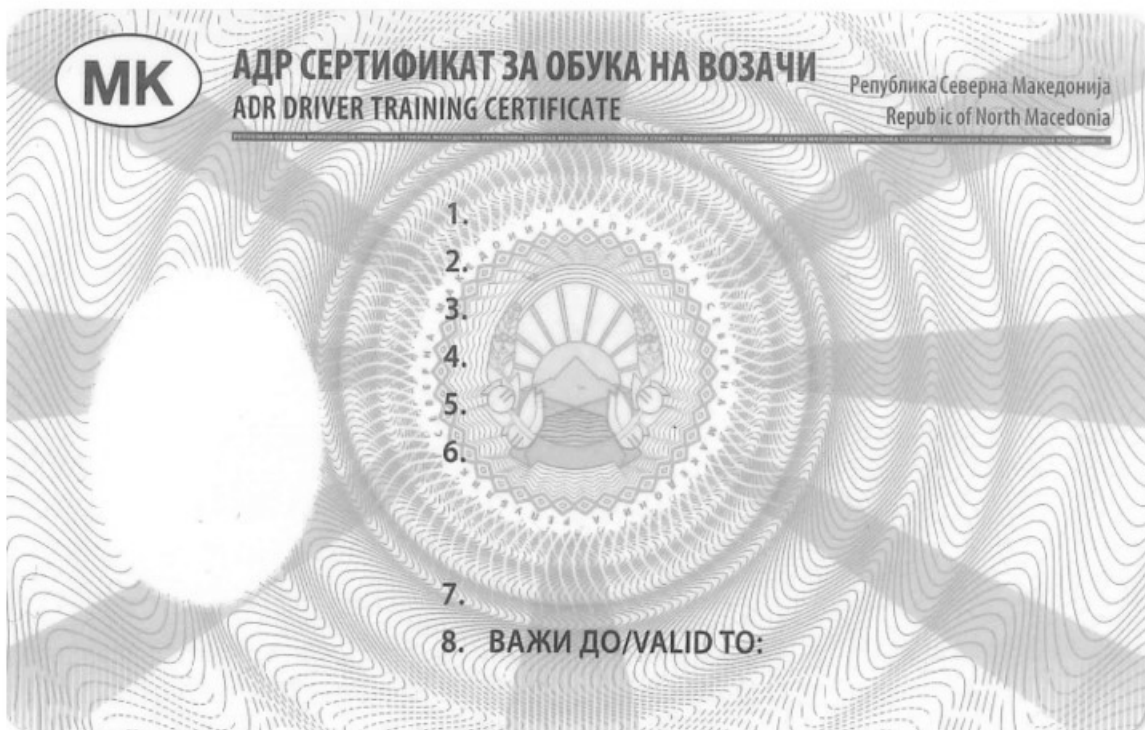 MK
АДР СЕРТИФИКАТ ЗА ОБУКА НА ВОЗАЧИ
ADR DRIVER TRAINING CERTIFICATE
Република Северна Македонија
Repub ic of North Macedonia
1.
2.
3.
4.
5.
6.
7.
8. ВАЖИ ДО/VALID TO: